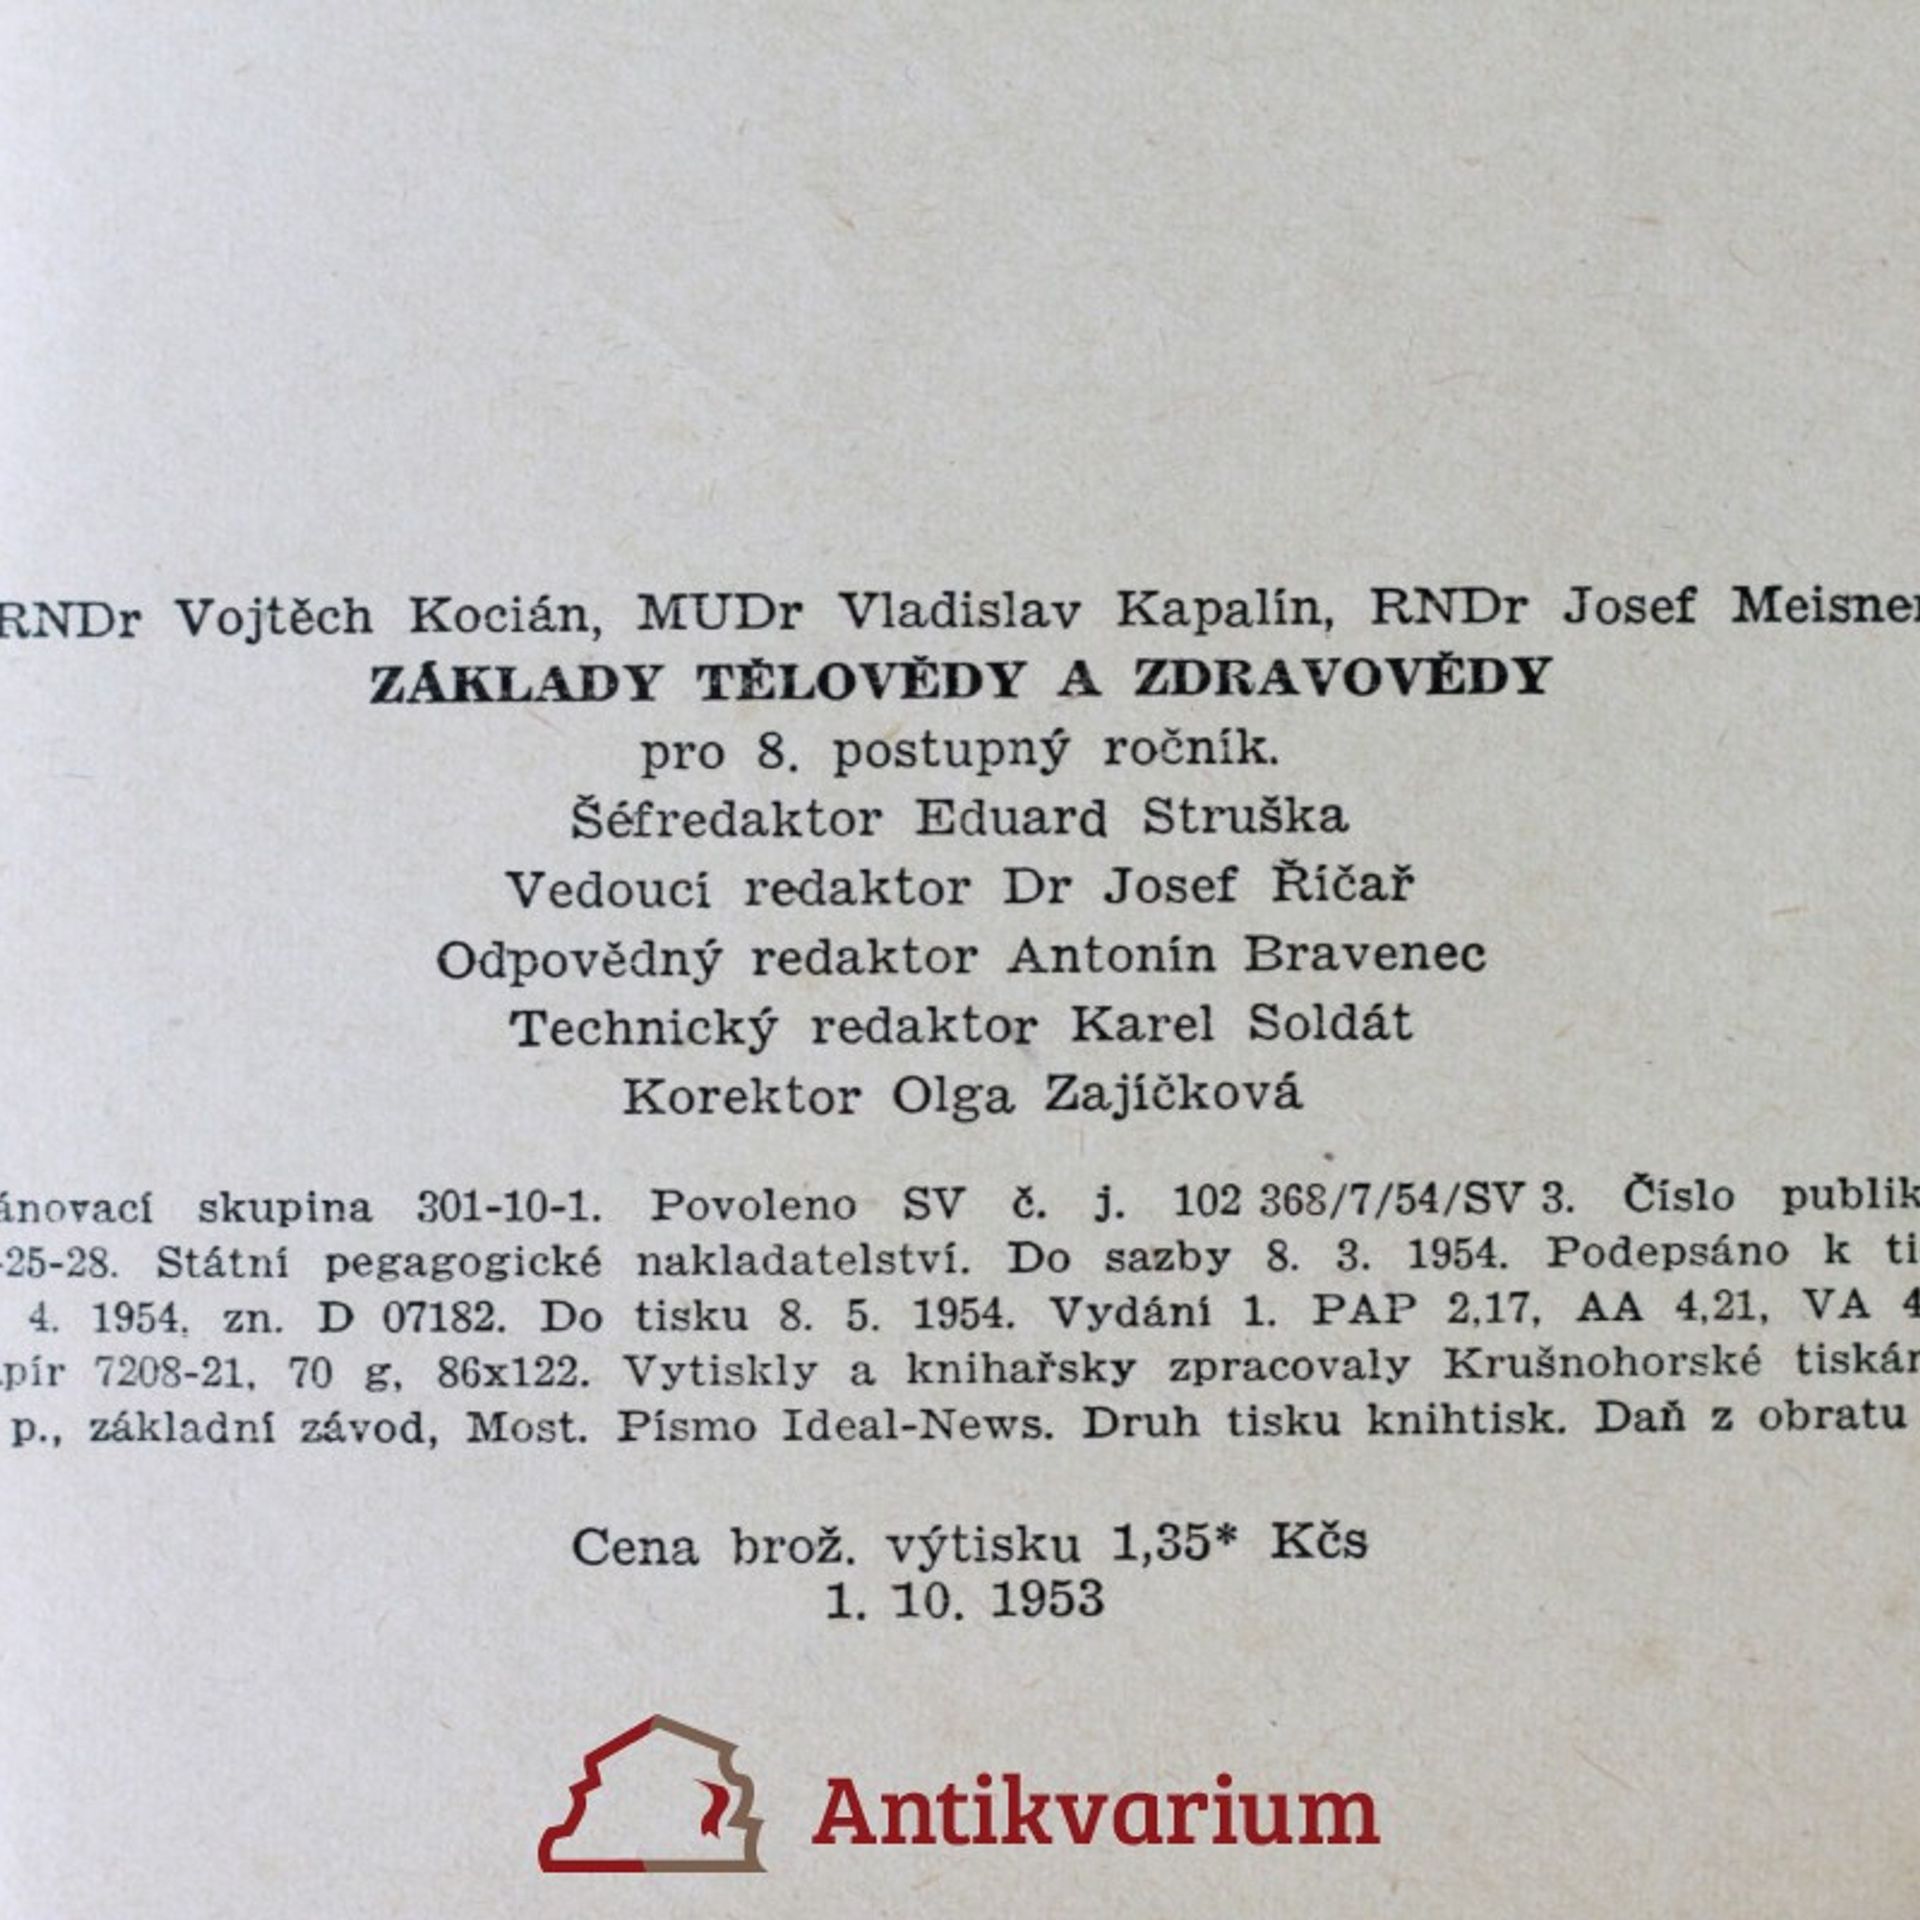 RNDr Vojtěch Kocián, MUDr Vladislav Kapalín, RNDr Josef Meisner
ZÁKLADY TĚLOVĚDY A ZDRAVOVĚDY
pro 8. postupný ročník.
Šéfredaktor Eduard Struška
Vedoucí redaktor Dr Josef Říčař
Odpovědný redaktor Antonín Bravenec
Technický redaktor Karel Soldát
Korektor Olga Zajíčková
ánovací skupina 301-10-1. Povoleno SV č. j. 102 368/7/54/SV 3. Číslo publik
-25-28. Státní pegagogické nakladatelství. Do sazby 8. 3. 1954. Podepsáno k ti
4. 1954, zn. D 07182. Do tisku 8. 5. 1954. Vydání 1. PAP 2,17, AA 4,21, VA 4
pír 7208-21, 70 g, 86x122. Vytiskly a knihařsky zpracovaly Krušnohorské tiskár
p., základní závod, Most. Písmo Ideal-News. Druh tisku knihtisk. Daň z obratu
Cena brož. výtisku 1,35* Kčs
1. 10. 1953
Antikvarium